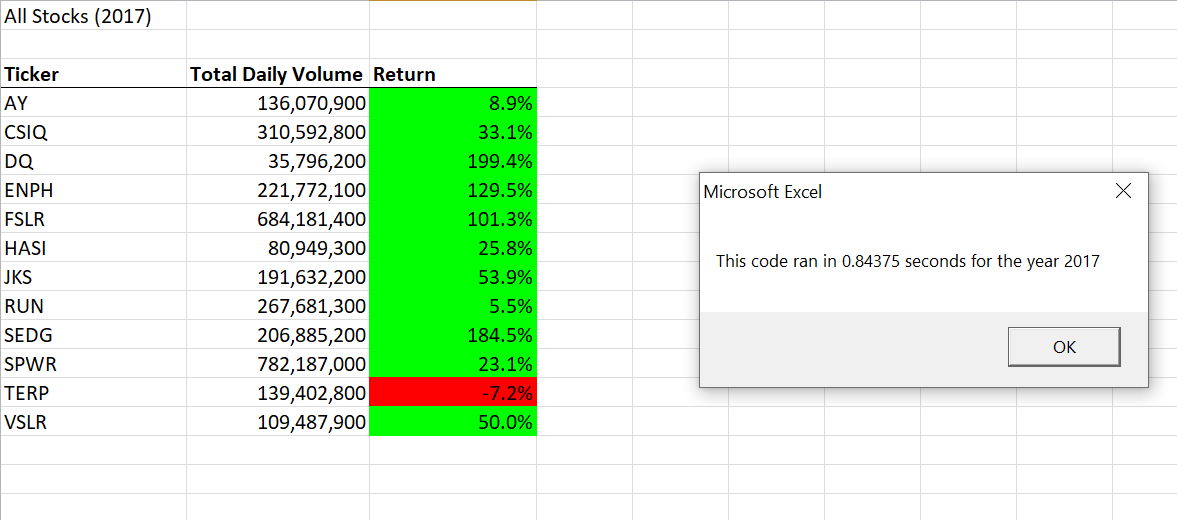 All Stocks (2017)
Ticker Total Daily Volume Return
AY 136,070,900 8.9%
CSIQ 310,592,800 33.1%
DQ 35,796,200 199.4%
ENPH 221,772,100 129.5%
FSLR 684,181,400 101.3%
HASI 80,949,300 25.8%
JKS 191,632,200 53.9%
RUN 267,681,300 5.5%
SEDG 206,885,200 184.5%
SPWR 782,187,000 23.1%
TERP 139,402,800 -7.2%
VSLR 109,487,900 50.0%
Microsoft Excel
This code ran in 0.84375 seconds for the year 2017
OK